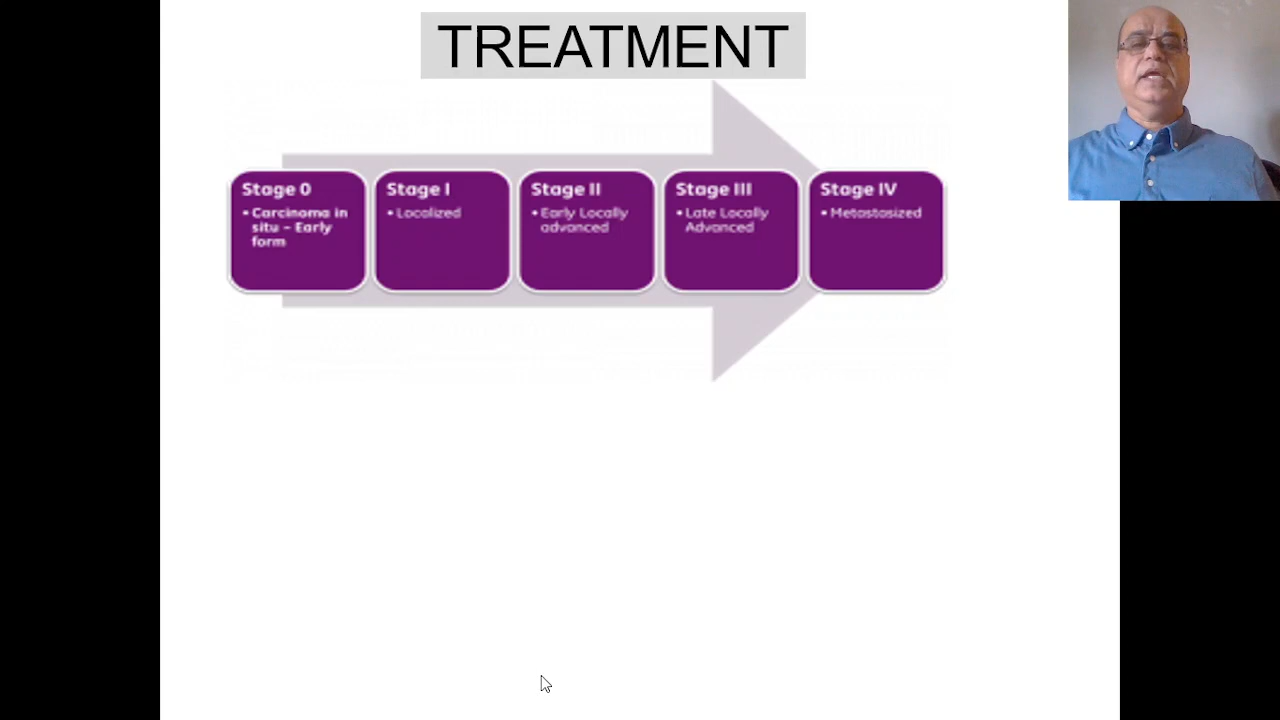 TREATMENT
Stage 0
• Carcinoma in
situ – Early
form
Stage I
• Localized
Stage II
• Early Locally
advanced
Stage III
• Late Locally
Advanced
Stage IV
• Metastasized